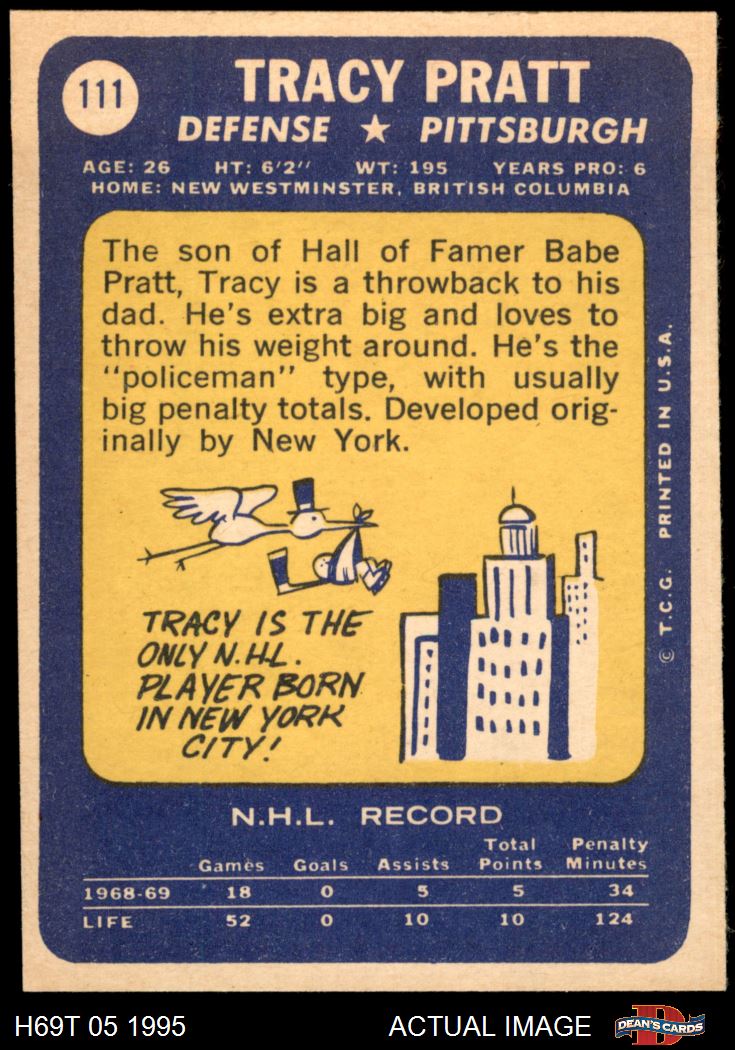 111
TRACY PRATT
DEFENSE ★ PITTSBURGH
AGE: 26 HT: 6'2" WT: 195 YEARS PRO: 6
HOME: NEW WESTMINSTER, BRITISH COLUMBIA
The son of Hall of Famer Babe
Pratt, Tracy is a throwback to his
dad. He's extra big and loves to
throw his weight around. He's the
"policeman" type, with usually
big penalty totals. Developed orig-
inally by New York.
TRACY IS THE
ONLY N.H.L.
PLAYER BORN
IN NEW YORK
CITY!
© T.C.G. PRINTED IN U.S.A.
N.H.L. RECORD
Games Goals Assists Total Points Penalty Minutes
1968-69 18 0 5 5 34
LIFE 52 0 10 10 124
H69T 05 1995 ACTUAL IMAGE D DEAN'S CARDS